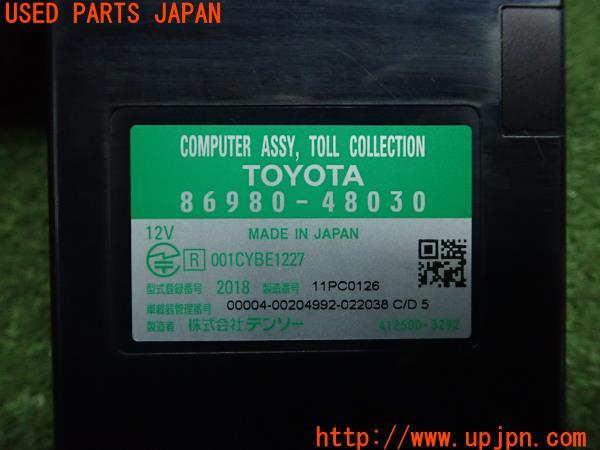 USED PARTS JAPAN
COMPUTER ASSY, TOLL COLLECTION
TOYOTA
86980-48030
12V MADE IN JAPAN
R 001CYBE1227
型式登録番号 2018 製造番号 11PC0126
車載器管理番号 00004-00204992-022038 C/D 5
製造者 株式会社デンソー 412500-3292
http://www.upjpn.com